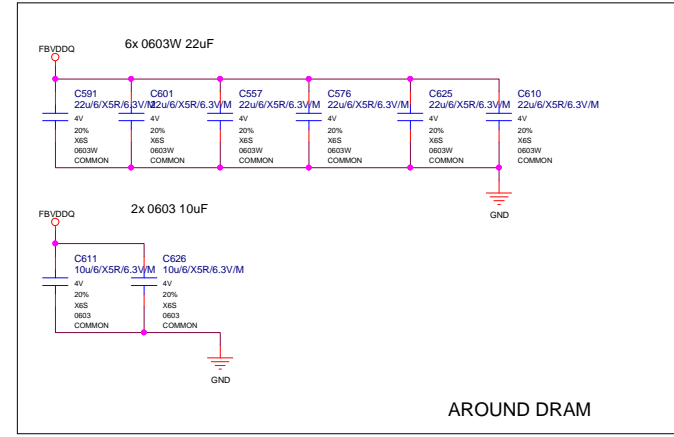 6x 0603W 22uF
FBVDDQ
C591 C601 C557 C576 C625 C610
22u/6/X5R/6.3V/M 22u/6/X5R/6.3V/M 22u/6/X5R/6.3V/M 22u/6/X5R/6.3V/M 22u/6/X5R/6.3V/M 22u/6/X5R/6.3V/M
4V 4V 4V 4V 4V 4V
20% 20% 20% 20% 20% 20%
X6S X6S X6S X6S X6S X6S
0603W 0603W 0603W 0603W 0603W 0603W
COMMON COMMON COMMON COMMON COMMON COMMON
GND
2x 0603 10uF
FBVDDQ
C611 C626
10u/6/X5R/6.3V/M 10u/6/X5R/6.3V/M
4V 4V
20% 20%
X6S X6S
0603 0603
COMMON COMMON
GND
AROUND DRAM